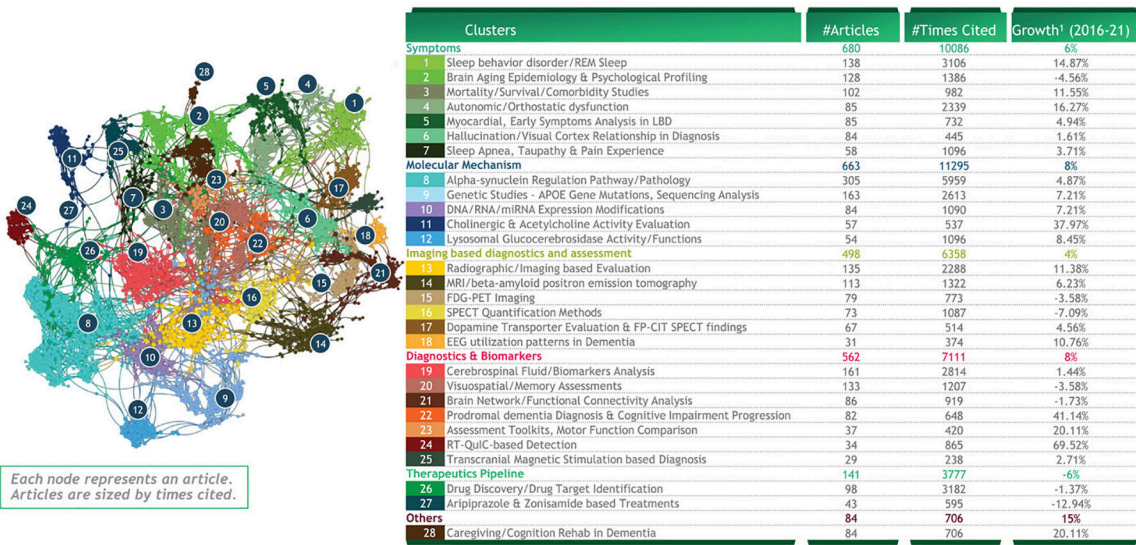 Clusters #Articles #Times Cited Growth¹ (2016-21)
Symptoms 680 10086 6%
1 Sleep behavior disorder/REM Sleep 138 3106 14.87%
2 Brain Aging Epidemiology & Psychological Profiling 128 1386 -4.56%
3 Mortality/Survival/Comorbidity Studies 102 982 11.55%
4 Autonomic/Orthostatic dysfunction 85 2339 16.27%
5 Myocardial, Early Symptoms Analysis in LBD 85 732 4.94%
6 Hallucination/Visual Cortex Relationship in Diagnosis 84 445 1.61%
7 Sleep Apnea, Taupathy & Pain Experience 58 1096 3.71%
Molecular Mechanism 663 11295 8%
8 Alpha-synuclein Regulation Pathway/Pathology 305 5959 4.87%
9 Genetic Studies - APOE Gene Mutations, Sequencing Analysis 163 2613 7.21%
10 DNA/RNA/miRNA Expression Modifications 84 1090 7.21%
11 Cholinergic & Acetylcholine Activity Evaluation 57 537 37.97%
12 Lysosomal Glucocerebrosidase Activity/Functions 54 1096 8.45%
Imaging based diagnostics and assessment 498 6358 4%
13 Radiographic/Imaging based Evaluation 135 2288 11.38%
14 MRI/beta-amyloid positron emission tomography 113 1322 6.23%
15 FDG-PET Imaging 79 773 -3.58%
16 SPECT Quantification Methods 73 1087 -7.09%
17 Dopamine Transporter Evaluation & FP-CIT SPECT findings 67 514 4.56%
18 EEG utilization patterns in Dementia 31 374 10.76%
Diagnostics & Biomarkers 562 7111 8%
19 Cerebrospinal Fluid/Biomarkers Analysis 161 2814 1.44%
20 Visuospatial/Memory Assessments 133 1207 -3.58%
21 Brain Network/Functional Connectivity Analysis 86 919 -1.73%
22 Prodromal dementia Diagnosis & Cognitive Impairment Progression 82 648 41.14%
23 Assessment Toolkits, Motor Function Comparison 37 420 20.11%
24 RT-QuIC-based Detection 34 865 69.52%
25 Transcranial Magnetic Stimulation based Diagnosis 29 238 2.71%
Therapeutics Pipeline 141 3777 -6%
26 Drug Discovery/Drug Target Identification 98 3182 -1.37%
27 Aripiprazole & Zonisamide based Treatments 43 595 -12.94%
Others 84 706 15%
28 Caregiving/Cognition Rehab in Dementia 84 706 20.11%
28
5
4
1
2
25
11
23
17
7
3
24
27
20
6
18
22
26
19
21
15
16
8
13
14
10
9
12
Each node represents an article.
Articles are sized by times cited.